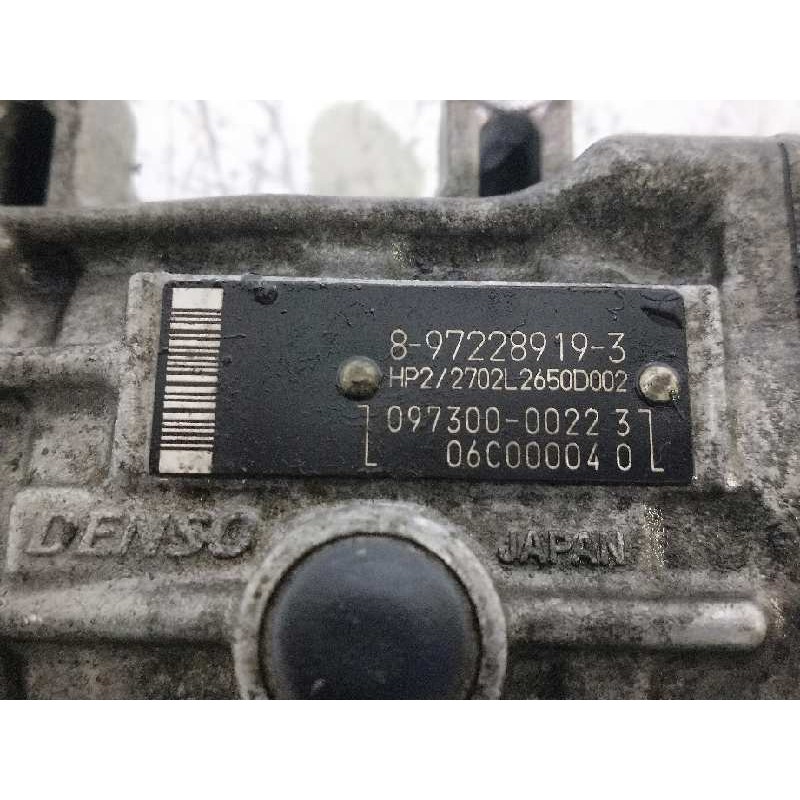 8-97228919-3
HP2/2702L2650D002
097300-0022 3
06C00004 0
DENSO
JAPAN